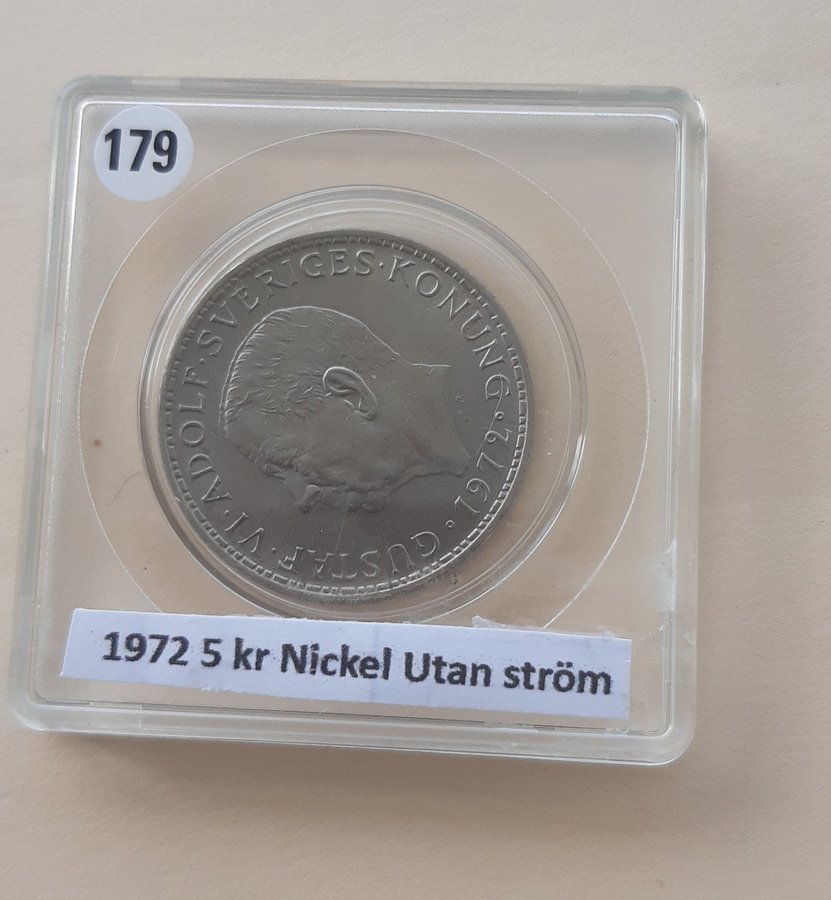 179
GUSTAF·VI·ADOLF·SVERIGES·KONUNG·1972·
1972 5 kr Nickel Utan ström